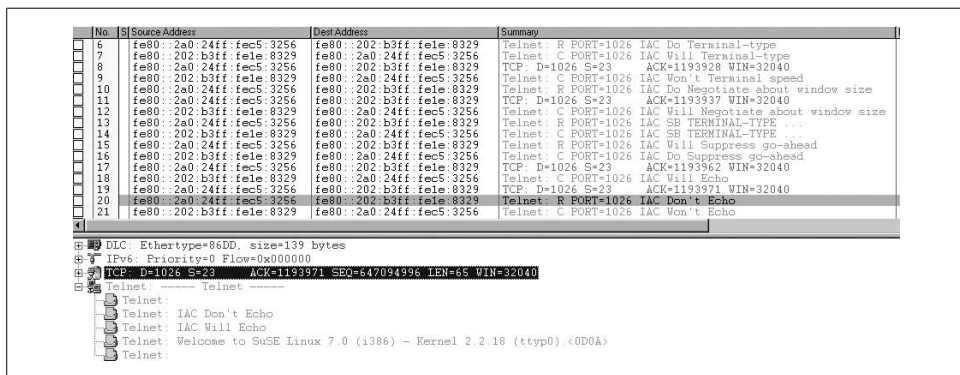 No. S Source Address Dest Address Summary
6 fe80::2a0:24ff:fec5:3256 fe80::202:b3ff:fe1e:8329 Telnet: R PORT=1026 IAC Do Terminal-type
7 fe80::202:b3ff:fe1e:8329 fe80::2a0:24ff:fec5:3256 Telnet: C PORT=1026 IAC Will Terminal-type
8 fe80::2a0:24ff:fec5:3256 fe80::202:b3ff:fe1e:8329 TCP: D=1026 S=23 ACK=1193928 WIN=32040
9 fe80::202:b3ff:fe1e:8329 fe80::2a0:24ff:fec5:3256 Telnet: C PORT=1026 IAC Won't Terminal speed
10 fe80::2a0:24ff:fec5:3256 fe80::202:b3ff:fe1e:8329 Telnet: R PORT=1026 IAC Do Negotiate about window size
11 fe80::2a0:24ff:fec5:3256 fe80::202:b3ff:fe1e:8329 TCP: D=1026 S=23 ACK=1193937 WIN=32040
12 fe80::202:b3ff:fe1e:8329 fe80::2a0:24ff:fec5:3256 Telnet: C PORT=1026 IAC Will Negotiate about window size
13 fe80::2a0:24ff:fec5:3256 fe80::202:b3ff:fe1e:8329 Telnet: R PORT=1026 IAC SB TERMINAL-TYPE ...
14 fe80::202:b3ff:fe1e:8329 fe80::2a0:24ff:fec5:3256 Telnet: C PORT=1026 IAC SB TERMINAL-TYPE ...
15 fe80::2a0:24ff:fec5:3256 fe80::202:b3ff:fe1e:8329 Telnet: R PORT=1026 IAC Will Suppress go-ahead
16 fe80::202:b3ff:fe1e:8329 fe80::2a0:24ff:fec5:3256 Telnet: C PORT=1026 IAC Do Suppress go-ahead
17 fe80::2a0:24ff:fec5:3256 fe80::202:b3ff:fe1e:8329 TCP: D=1026 S=23 ACK=1193962 WIN=32040
18 fe80::202:b3ff:fe1e:8329 fe80::2a0:24ff:fec5:3256 Telnet: C PORT=1026 IAC Will Echo
19 fe80::2a0:24ff:fec5:3256 fe80::202:b3ff:fe1e:8329 TCP: D=1026 S=23 ACK=1193971 WIN=32040
20 fe80::2a0:24ff:fec5:3256 fe80::202:b3ff:fe1e:8329 Telnet: R PORT=1026 IAC Don't Echo
21 fe80::202:b3ff:fe1e:8329 fe80::2a0:24ff:fec5:3256 Telnet: C PORT=1026 IAC Won't Echo
DLC: Ethertype=86DD, size=139 bytes
IPv6: Priority=0 Flow=0x000000
TCP: D=1026 S=23 ACK=1193971 SEQ=647094996 LEN=65 WIN=32040
Telnet: ----- Telnet -----
Telnet:
Telnet: IAC Don't Echo
Telnet: IAC Will Echo
Telnet: Welcome to SuSE Linux 7.0 (i386) - Kernel 2.2.18 (ttyp0).<0D0A>
Telnet: